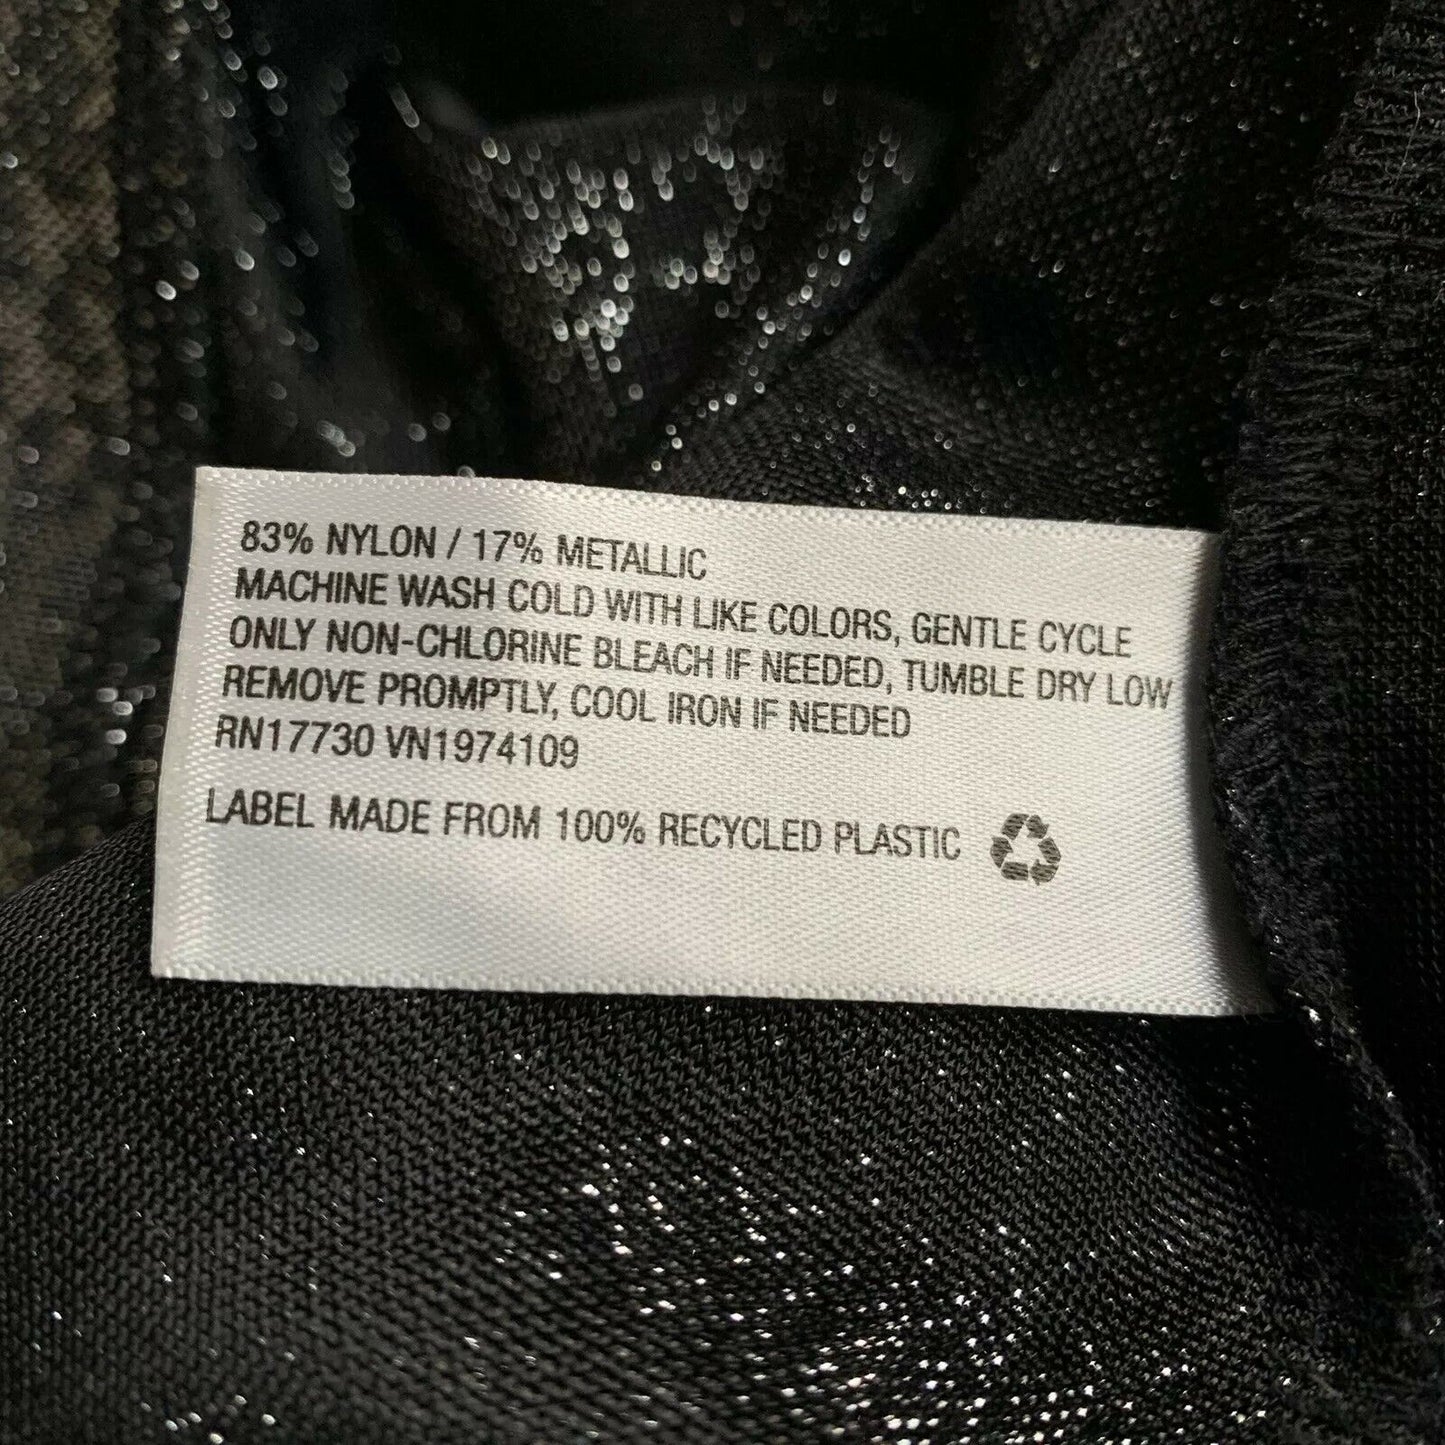 83% NYLON / 17% METALLIC
MACHINE WASH COLD WITH LIKE COLORS, GENTLE CYCLE
ONLY NON-CHLORINE BLEACH IF NEEDED, TUMBLE DRY LOW
REMOVE PROMPTLY, COOL IRON IF NEEDED
RN17730 VN1974109
LABEL MADE FROM 100% RECYCLED PLASTIC